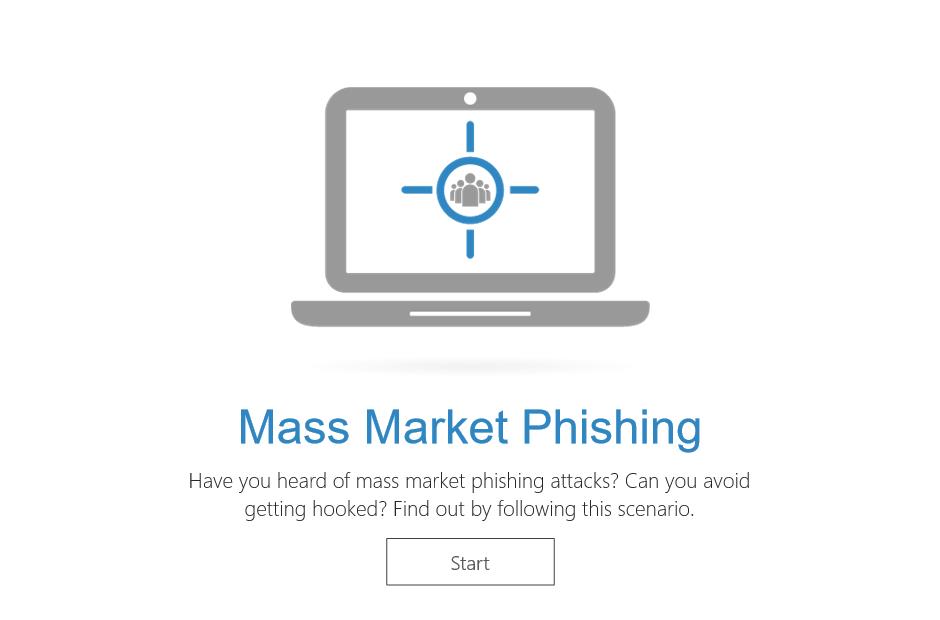 Mass Market Phishing
Have you heard of mass market phishing attacks? Can you avoid
getting hooked? Find out by following this scenario.
Start